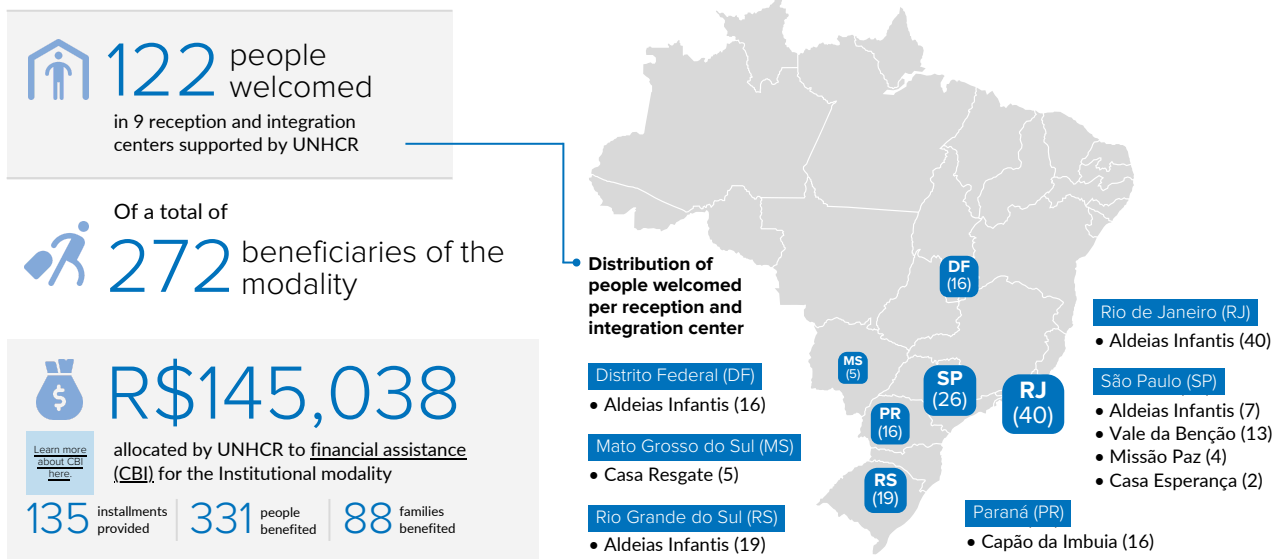 122 people
welcomed
in 9 reception and integration
centers supported by UNHCR
Of a total of
272 beneficiaries of the
modality
R$145,038
allocated by UNHCR to financial assistance
(CBI) for the Institutional modality
Learn more
about CBI
here.
135 installments
provided
331 people
benefited
88 families
benefited
Distribution of
people welcomed
per reception and
integration center
Distrito Federal (DF)
• Aldeias Infantis (16)
Mato Grosso do Sul (MS)
• Casa Resgate (5)
Rio Grande do Sul (RS)
• Aldeias Infantis (19)
DF
(16)
MS
(5)
SP
(26)
RJ
(40)
PR
(16)
RS
(19)
Rio de Janeiro (RJ)
• Aldeias Infantis (40)
São Paulo (SP)
• Aldeias Infantis (7)
• Vale da Benção (13)
• Missão Paz (4)
• Casa Esperança (2)
Paraná (PR)
• Capão da Imbuia (16)